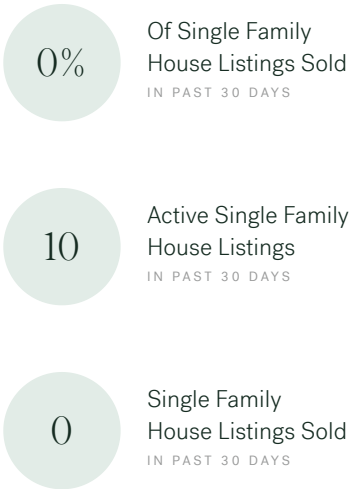 0%
Of Single Family
House Listings Sold
IN PAST 30 DAYS
10
Active Single Family
House Listings
IN PAST 30 DAYS
0
Single Family
House Listings Sold
IN PAST 30 DAYS